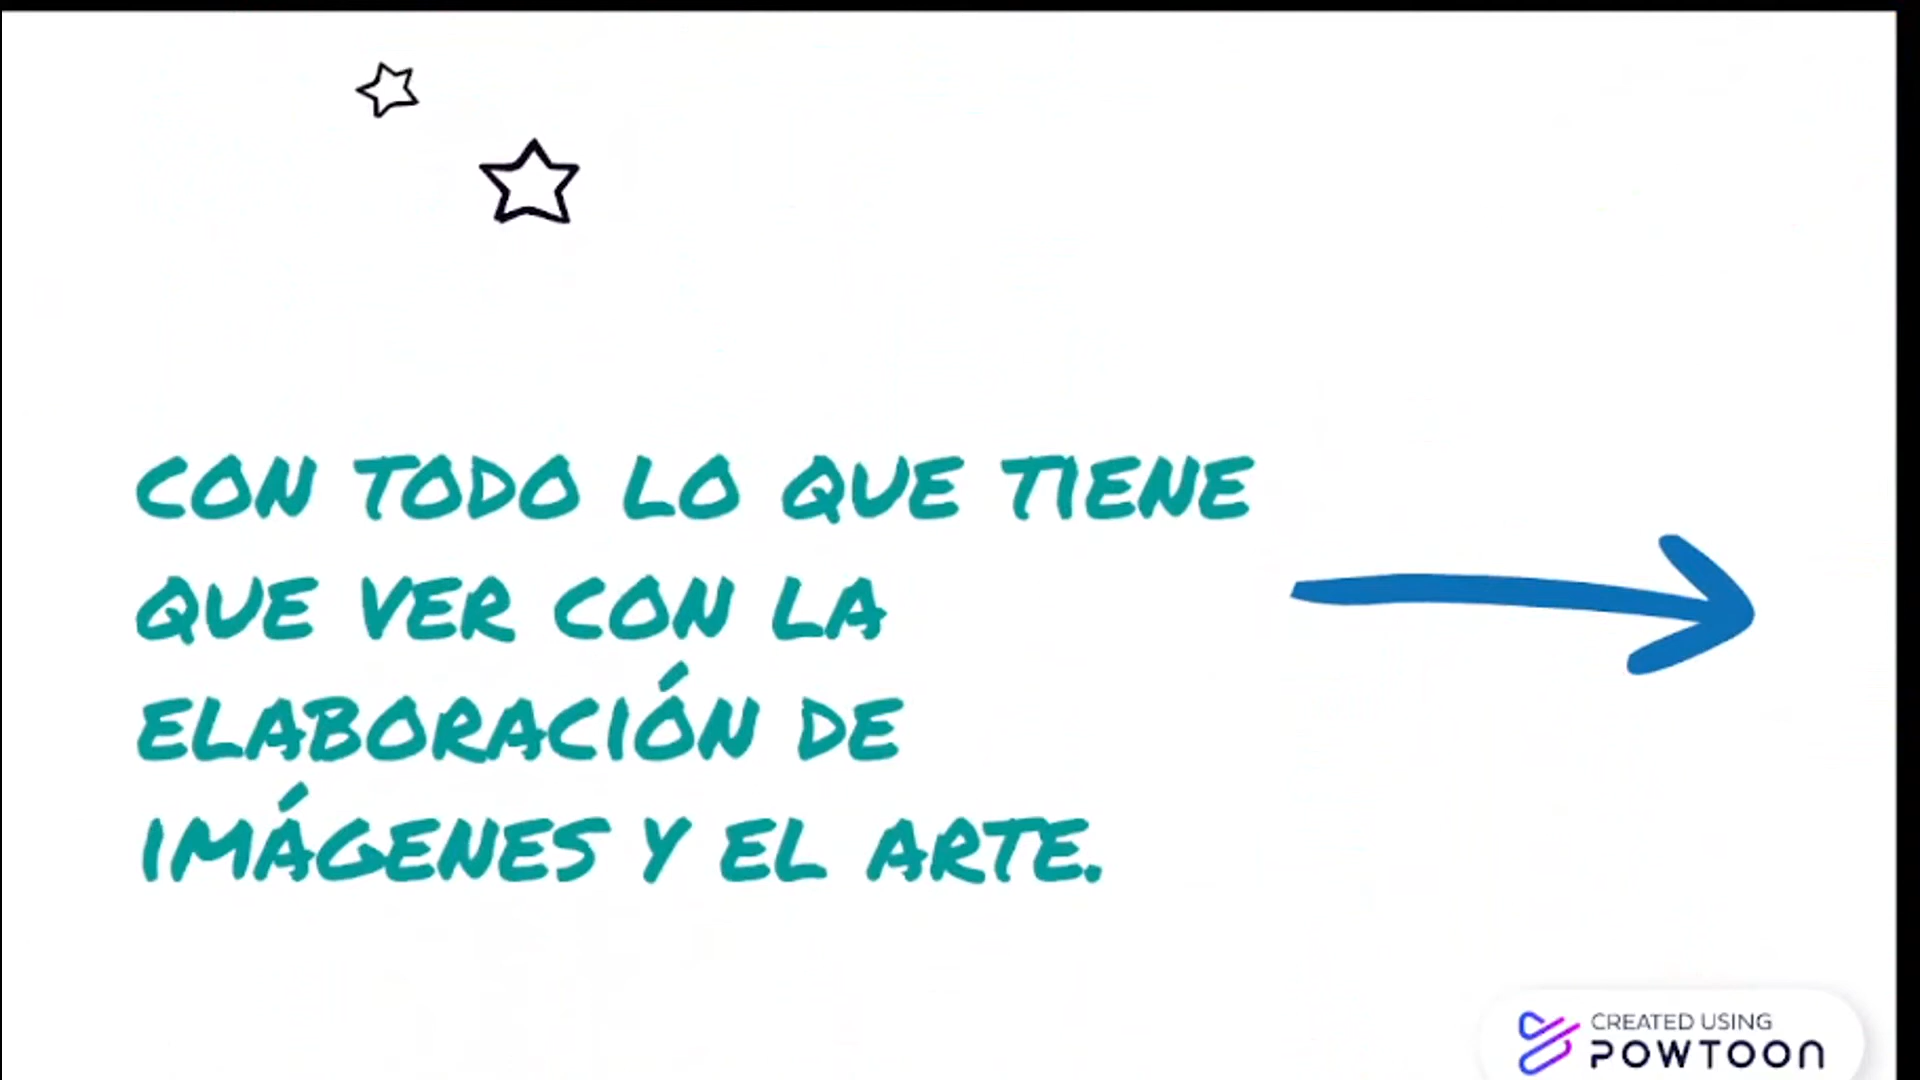 CON TODO LO QUE TIENE
QUE VER CON LA
ELABORACIÓN DE
IMÁGENES Y EL ARTE.
CREATED USING
POWTOON